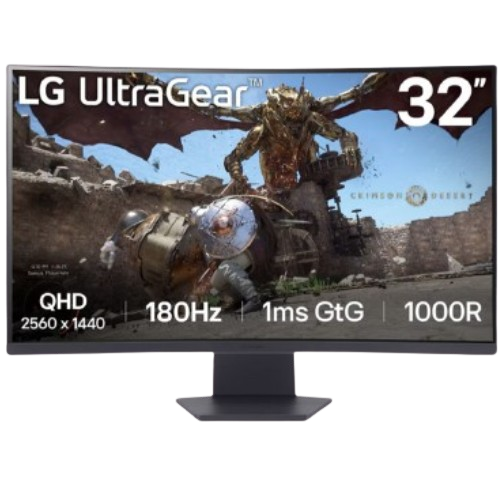 LG UltraGear™ 32”
CRIMSON DESERT
QHD
2560 x 1440
180Hz
1ms GtG
1000R